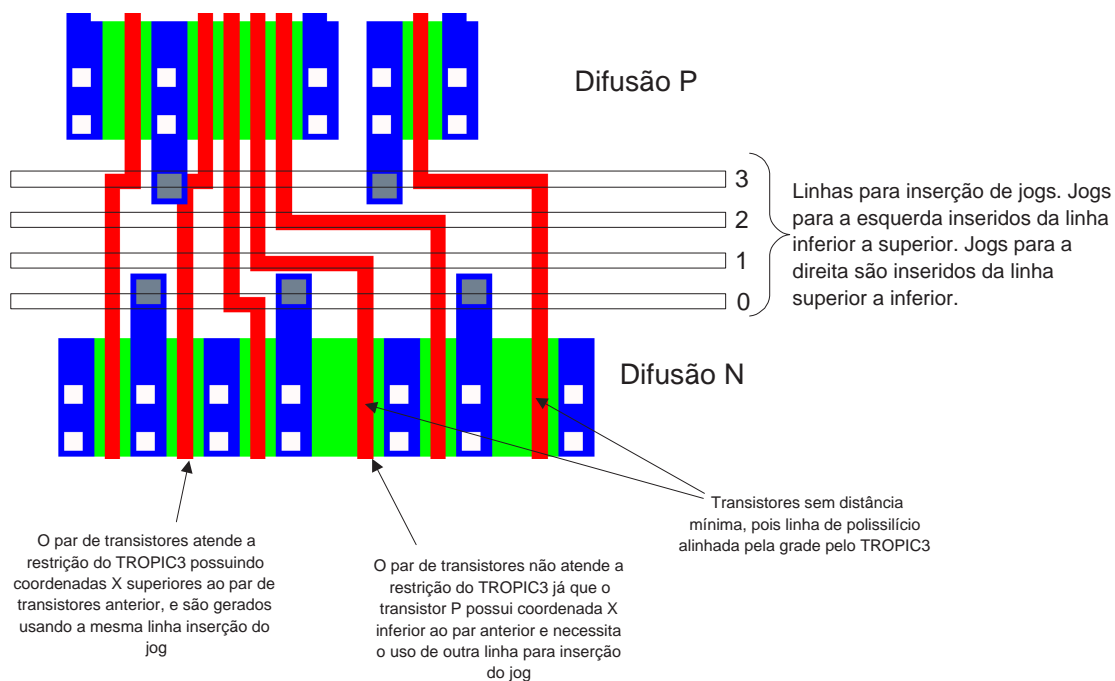 Difusão P
3
2
1
0
Linhas para inserção de jogs. Jogs
para a esquerda inseridos da linha
inferior a superior. Jogs para a
direita são inseridos da linha
superior a inferior.
Difusão N
Transistores sem distância
mínima, pois linha de polissilício
alinhada pela grade pelo TROPIC3
O par de transistores atende a
restrição do TROPIC3 possuindo
coordenadas X superiores ao par de
transistores anterior, e são gerados
usando a mesma linha inserção do
jog
O par de transistores não atende a
restrição do TROPIC3 já que o
transistor P possui coordenada X
inferior ao par anterior e necessita
o uso de outra linha para inserção
do jog